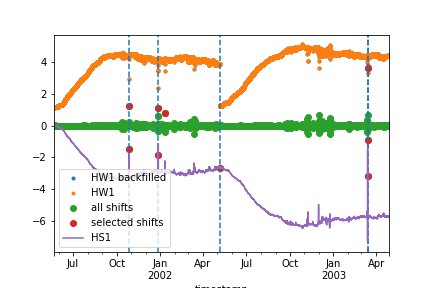 4
2
0
−2
−4
−6
HW1 backfilled
HW1
all shifts
selected shifts
HS1
Jul
Oct
Jan
2002
Apr
Jul
Oct
Jan
2003
Apr
timestamp